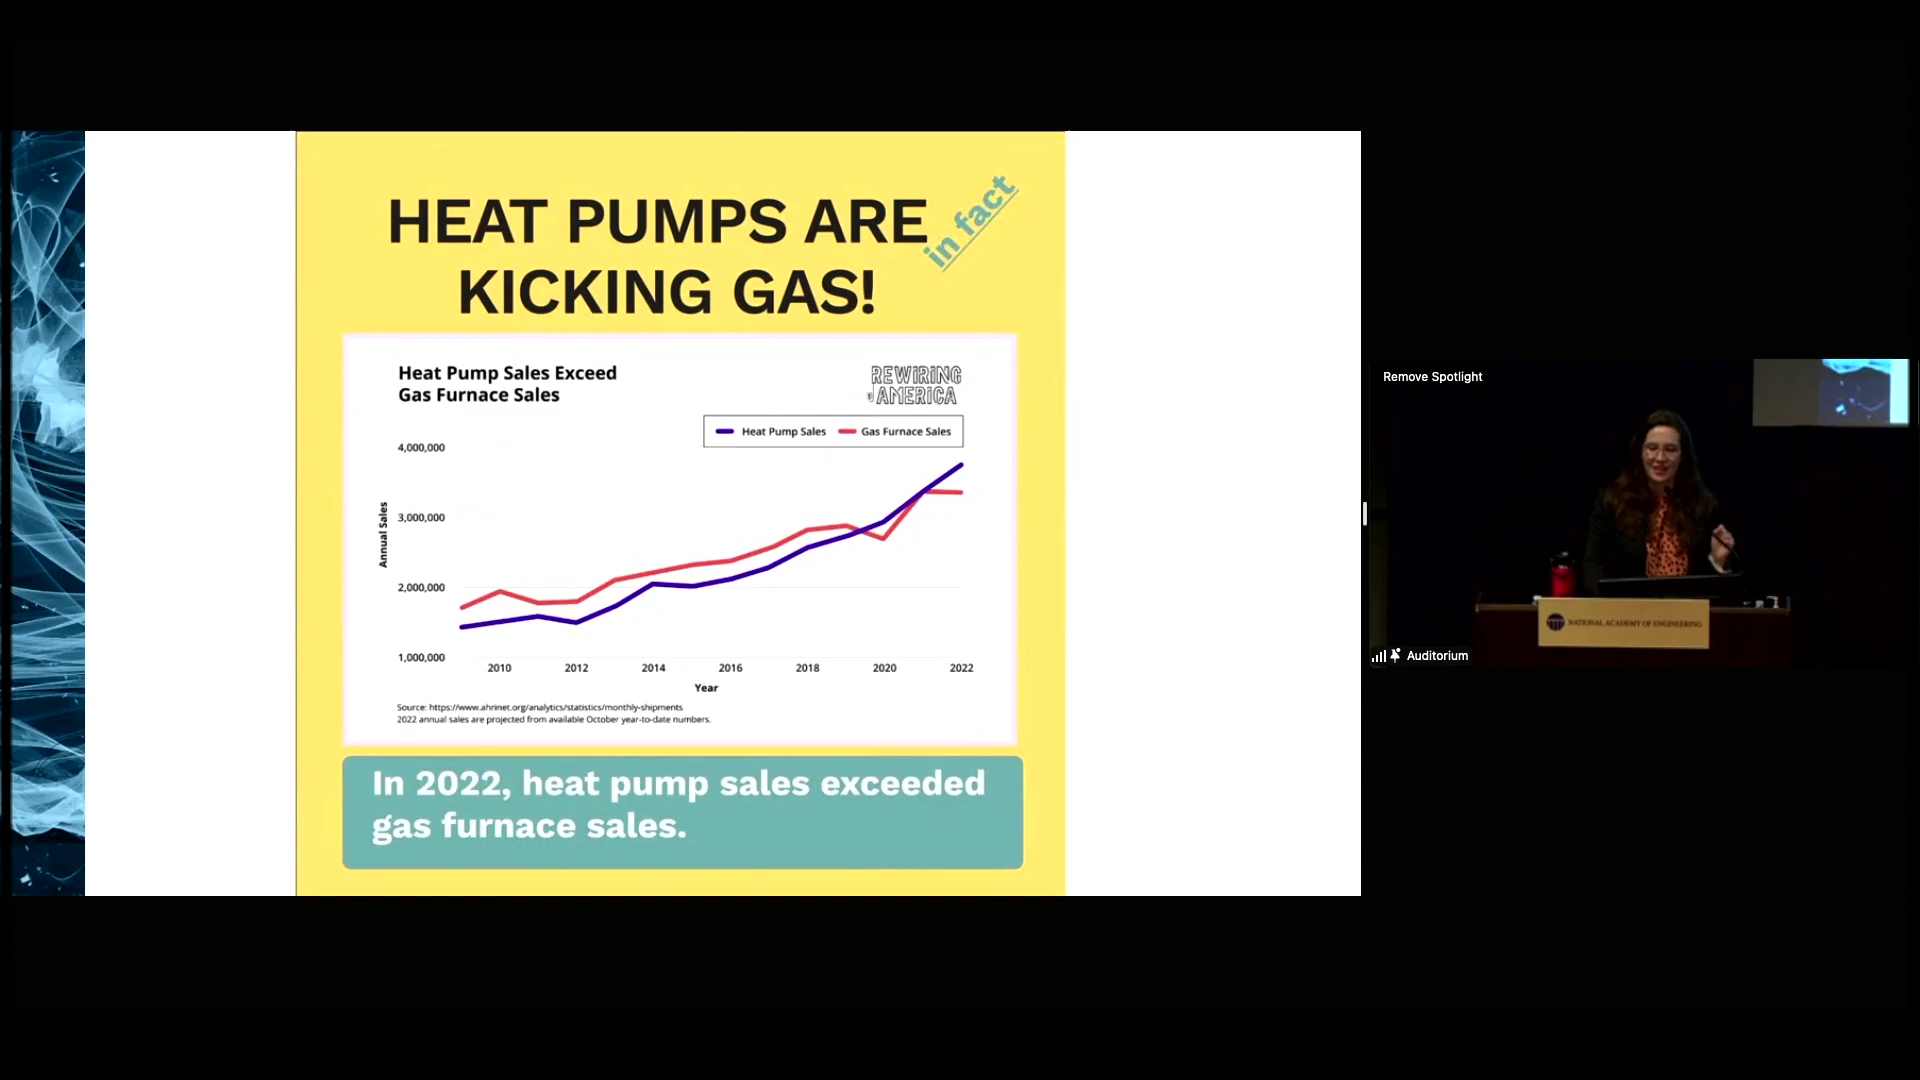 HEAT PUMPS ARE
in fact
KICKING GAS!
Heat Pump Sales Exceed
Gas Furnace Sales
REWIRING
AMERICA
Heat Pump Sales
Gas Furnace Sales
4,000,000
3,000,000
2,000,000
1,000,000
Annual Sales
2010 2012 2014 2016 2018 2020 2022
Year
Source: https://www.ahrinet.org/analytics/statistics/monthly-shipments
2022 annual sales are projected from available October year-to-date numbers.
In 2022, heat pump sales exceeded
gas furnace sales.
Remove Spotlight
NATIONAL ACADEMY OF ENGINEERING
Auditorium